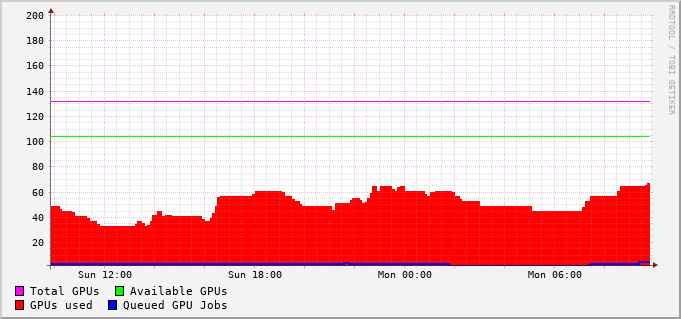 200
180
160
140
120
100
80
60
40
20
Sun 12:00 Sun 18:00 Mon 00:00 Mon 06:00
Total GPUs Available GPUs
GPUs used Queued GPU Jobs
RRDTOOL / TOBI OETIKER